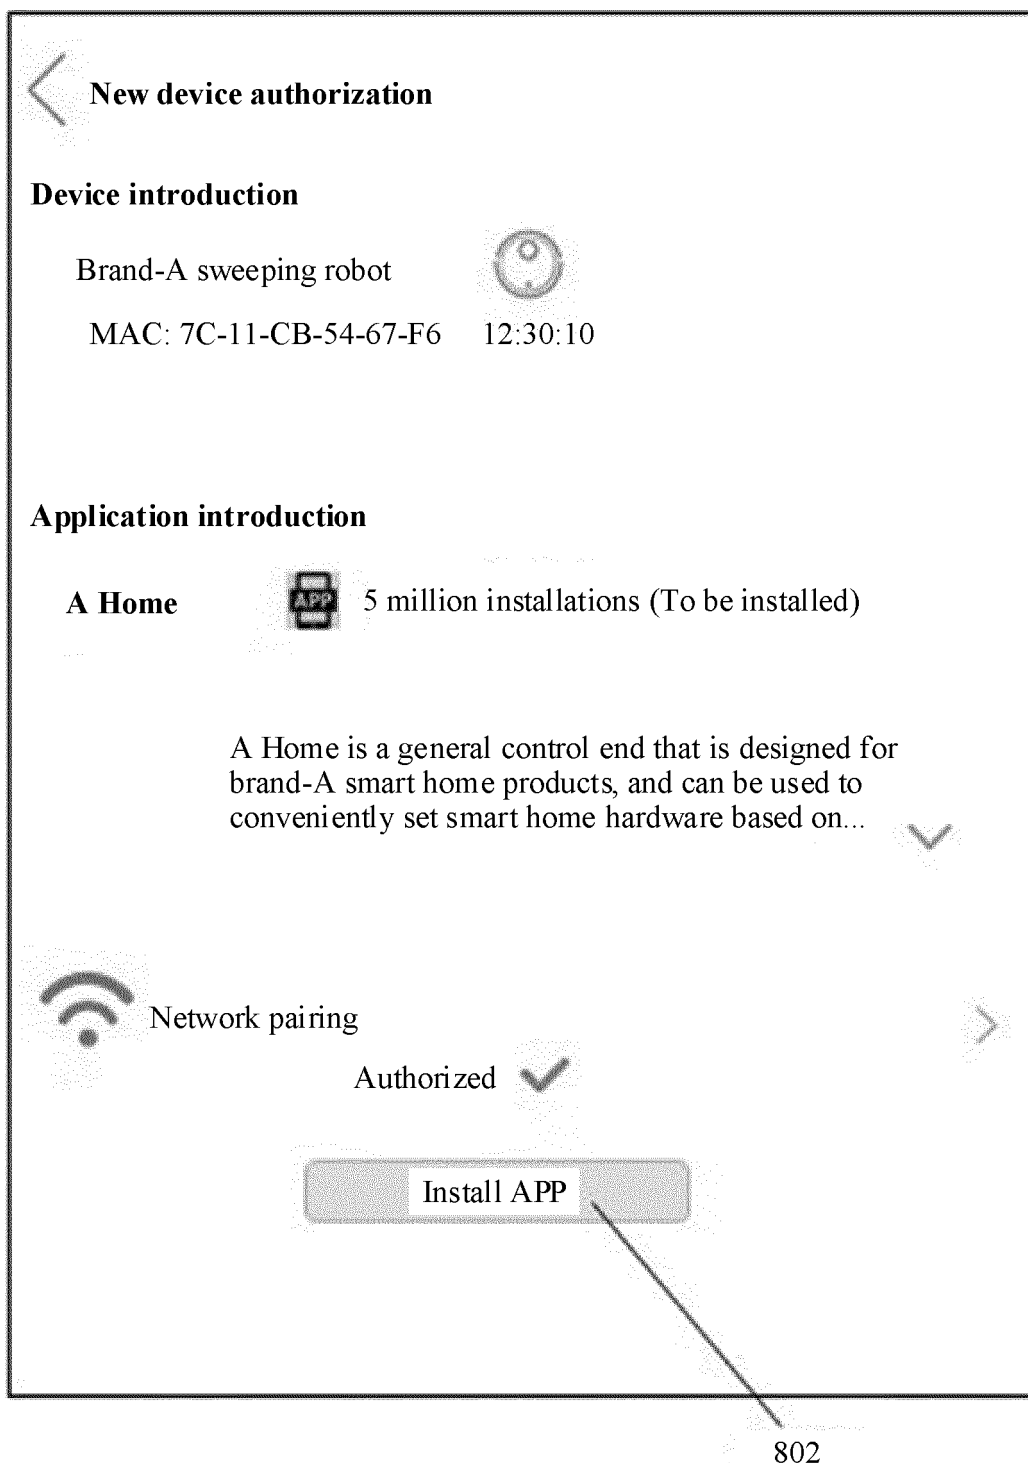 New device authorization
Device introduction
Brand-A sweeping robot
MAC: 7C-11-CB-54-67-F6 12:30:10
Application introduction
A Home APP 5 million installations (To be installed)
A Home is a general control end that is designed for
brand-A smart home products, and can be used to
conveniently set smart home hardware based on...
Network pairing
Authorized
Install APP
802